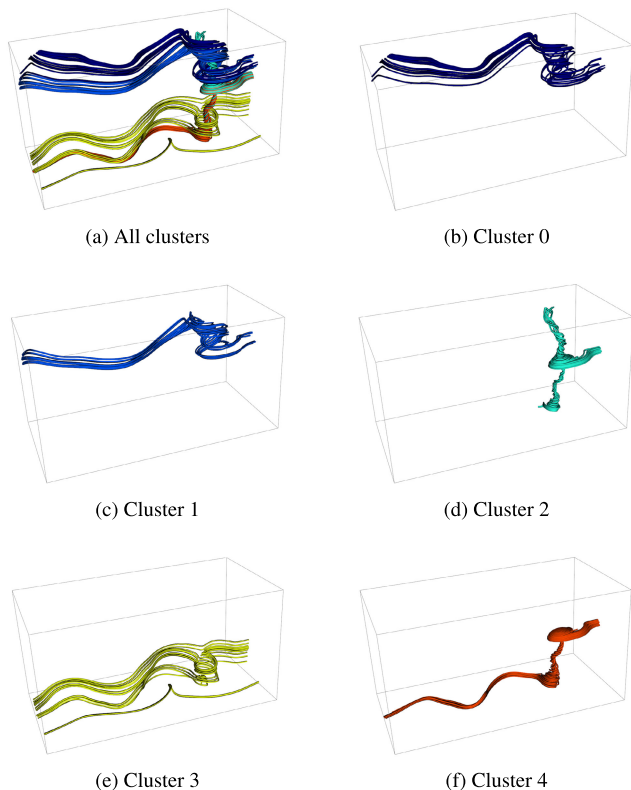 (a) All clusters
(b) Cluster 0
(c) Cluster 1
(d) Cluster 2
(e) Cluster 3
(f) Cluster 4